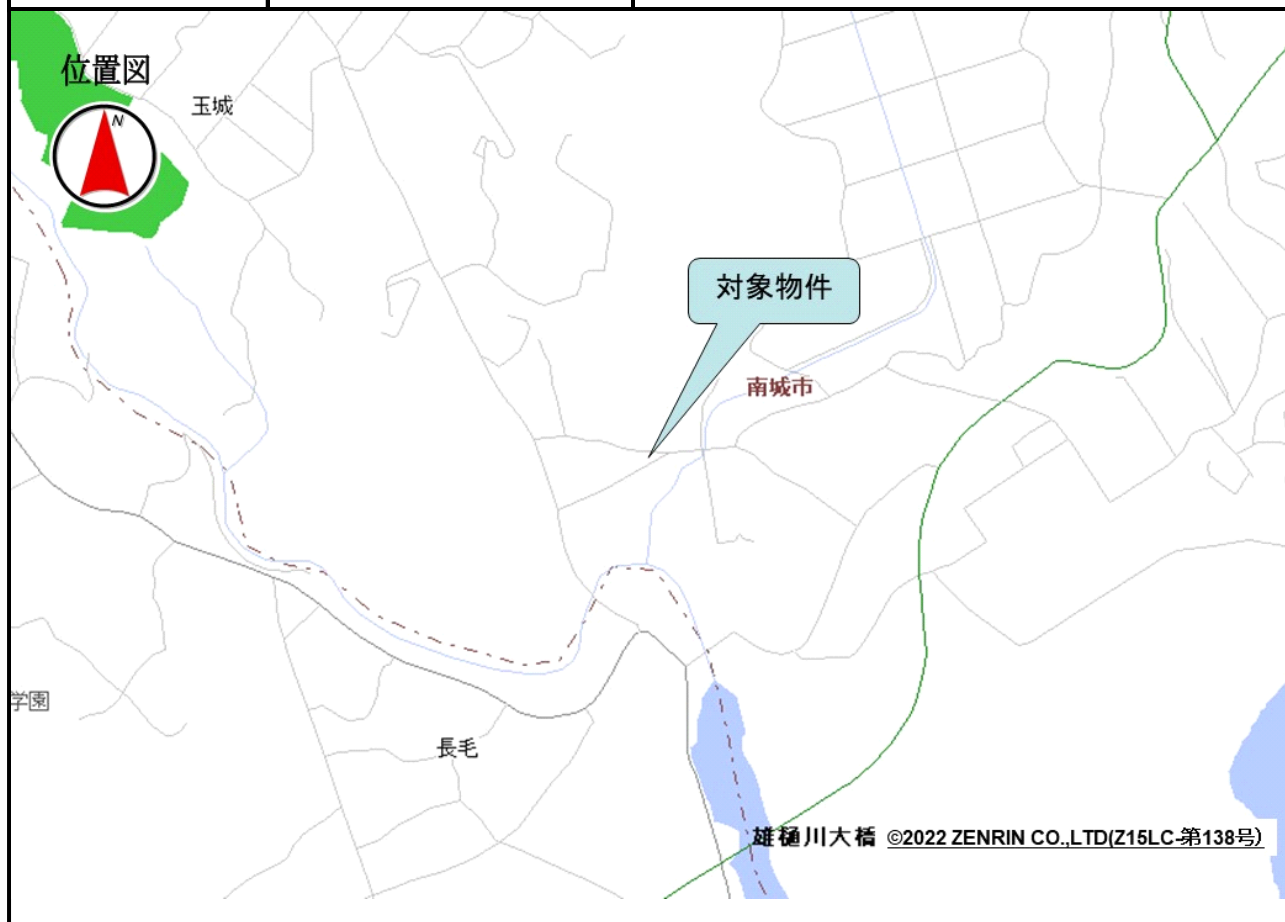 位置図
N
玉城
対象物件
南城市
学園
長毛
雄樋川大橋 ©2022 ZENRIN CO.,LTD(Z15LC-第138号)